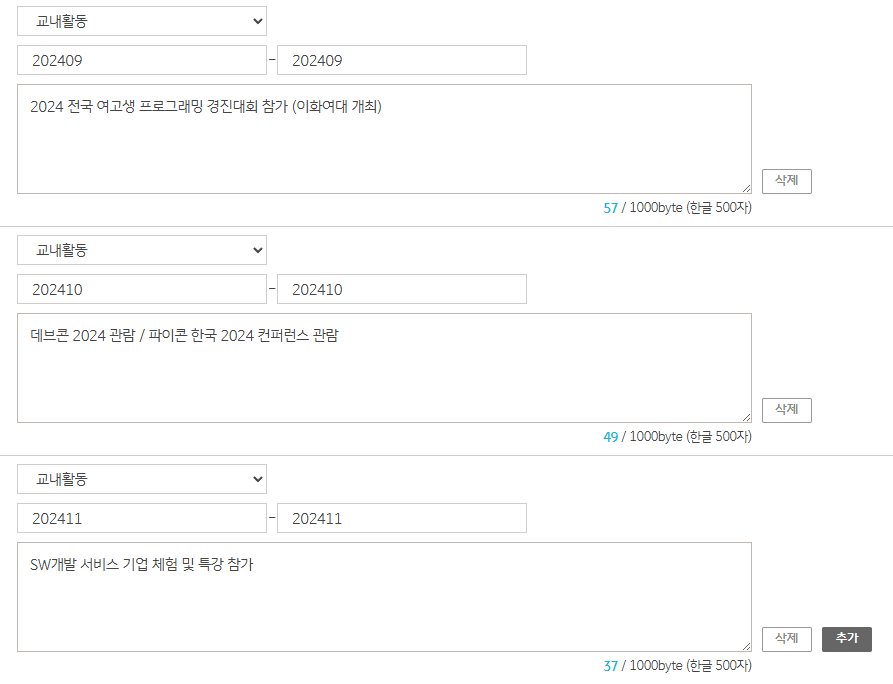 교내활동
202409 - 202409
2024 전국 여고생 프로그래밍 경진대회 참가 (이화여대 개최)
삭제
57 / 1000byte (한글 500자)
교내활동
202410 - 202410
데브콘 2024 관람 / 파이콘 한국 2024 컨퍼런스 관람
삭제
49 / 1000byte (한글 500자)
교내활동
202411 - 202411
SW개발 서비스 기업 체험 및 특강 참가
삭제 추가
37 / 1000byte (한글 500자)